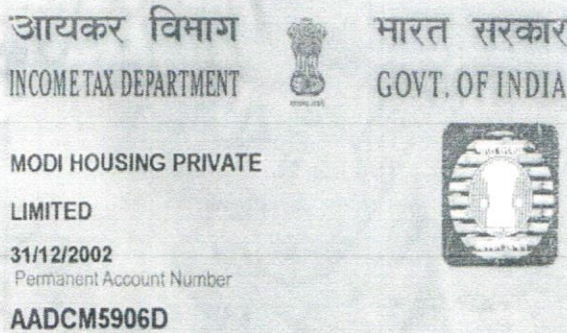 आयकर विभाग
INCOME TAX DEPARTMENT
भारत सरकार
GOVT. OF INDIA
MODI HOUSING PRIVATE
LIMITED
31/12/2002
Permanent Account Number
AADCM5906D